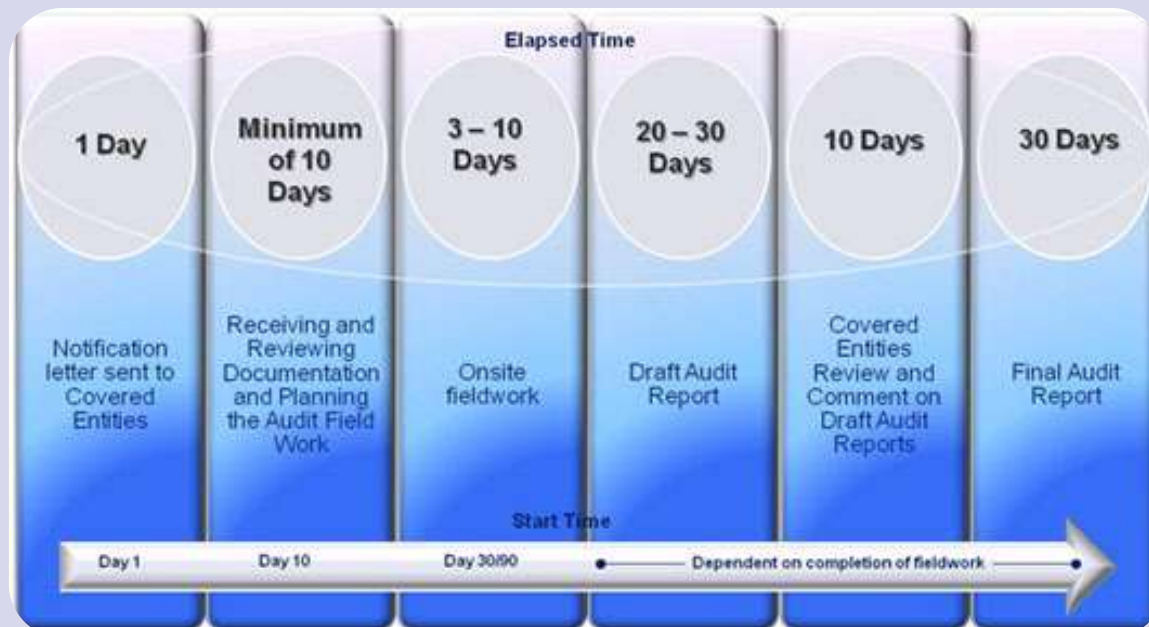 Elapsed Time
1 Day
Minimum
of 10
Days
3 – 10
Days
20 – 30
Days
10 Days
30 Days
Notification
letter sent to
Covered
Entities
Receiving and
Reviewing
Documentation
and Planning
the Audit Field
Work
Onsite
fieldwork
Draft Audit
Report
Covered
Entities
Review and
Comment on
Draft Audit
Reports
Final Audit
Report
Start Time
Day 1
Day 10
Day 30/90
Dependent on completion of fieldwork